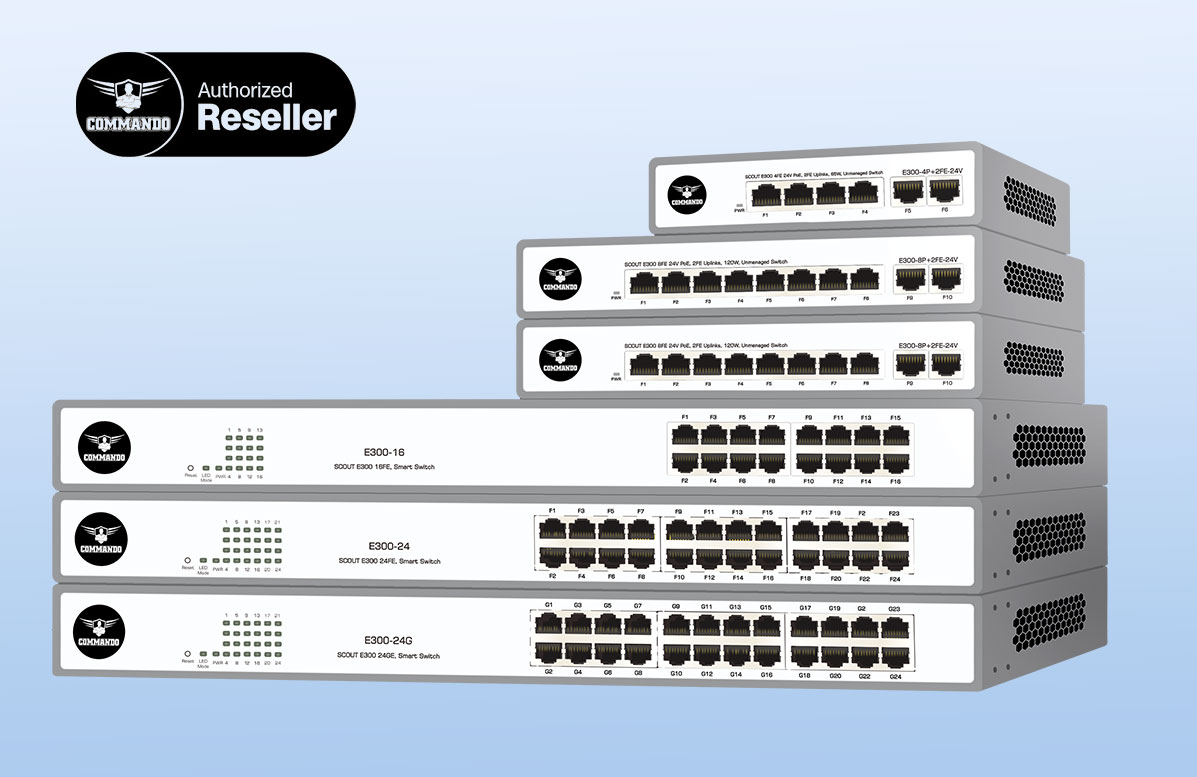 COMMANDO
Authorized
Reseller
COMMANDO
SCOUT E300 4FE 24V PoE, 2FE Uplinks, 65W, Unmenaged Switch
E300-4P+2FE-24V
PWR
F1 F2 F3 F4 F5 F6
COMMANDO
SCOUT E300 8FE 24V PoE, 2FE Uplinks, 120W, Unmenaged Switch
E300-8P+2FE-24V
PWR
F1 F2 F3 F4 F5 F6 F7 F8 F9 F10
COMMANDO
SCOUT E300 8FE 24V PoE, 2FE Uplinks, 120W, Unmenaged Switch
E300-8P+2FE-24V
PWR
F1 F2 F3 F4 F5 F6 F7 F8 F9 F10
COMMANDO
1 5 9 13
Reset LED Mode PWR 4 8 12 16
E300-16
SCOUT E300 16FE, Smart Switch
F1 F3 F5 F7 F9 F11 F13 F15
F2 F4 F6 F8 F10 F12 F14 F16
COMMANDO
1 5 9 13 17 21
Reset LED Mode PWR 4 8 12 16 20 24
E300-24
SCOUT E300 24FE, Smart Switch
F1 F3 F5 F7 F9 F11 F13 F15 F17 F19 F2 F23
F2 F4 F6 F8 F10 F12 F14 F16 F18 F20 F22 F24
COMMANDO
1 5 9 13 17 21
Reset LED Mode PWR 4 8 12 16 20 24
E300-24G
SCOUT E300 24GE, Smart Switch
G1 G3 G5 G7 G9 G11 G13 G15 G17 G19 G2 G23
G2 G4 G6 G8 G10 G12 G14 G16 G18 G20 G22 G24